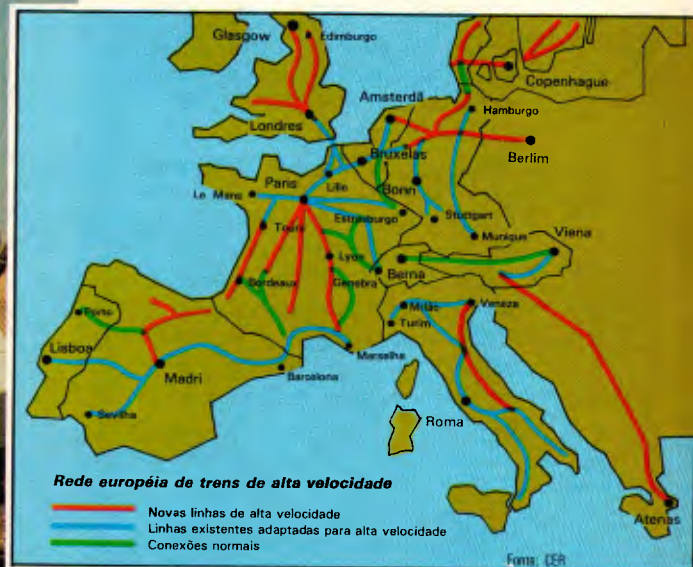 Glasgow
Edimburgo
Copenhague
Amsterdã
Hamburgo
Londres
Berlim
Bruxelas
Paris
Lille
Bonn
Le Mans
Estrasburgo
Stuttgart
Tours
Munique
Viena
Lyon
Berna
Bordeaux
Genebra
Milão
Veneza
Porto
Turim
Lisboa
Marselha
Madri
Barcelona
Sevilha
Roma
Rede européia de trens de alta velocidade
Novas linhas de alta velocidade
Linhas existentes adaptadas para alta velocidade
Conexões normais
Atenas
Fonte: CER